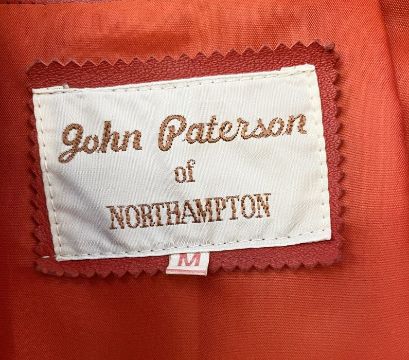 John Paterson
of
NORTHAMPTON
M